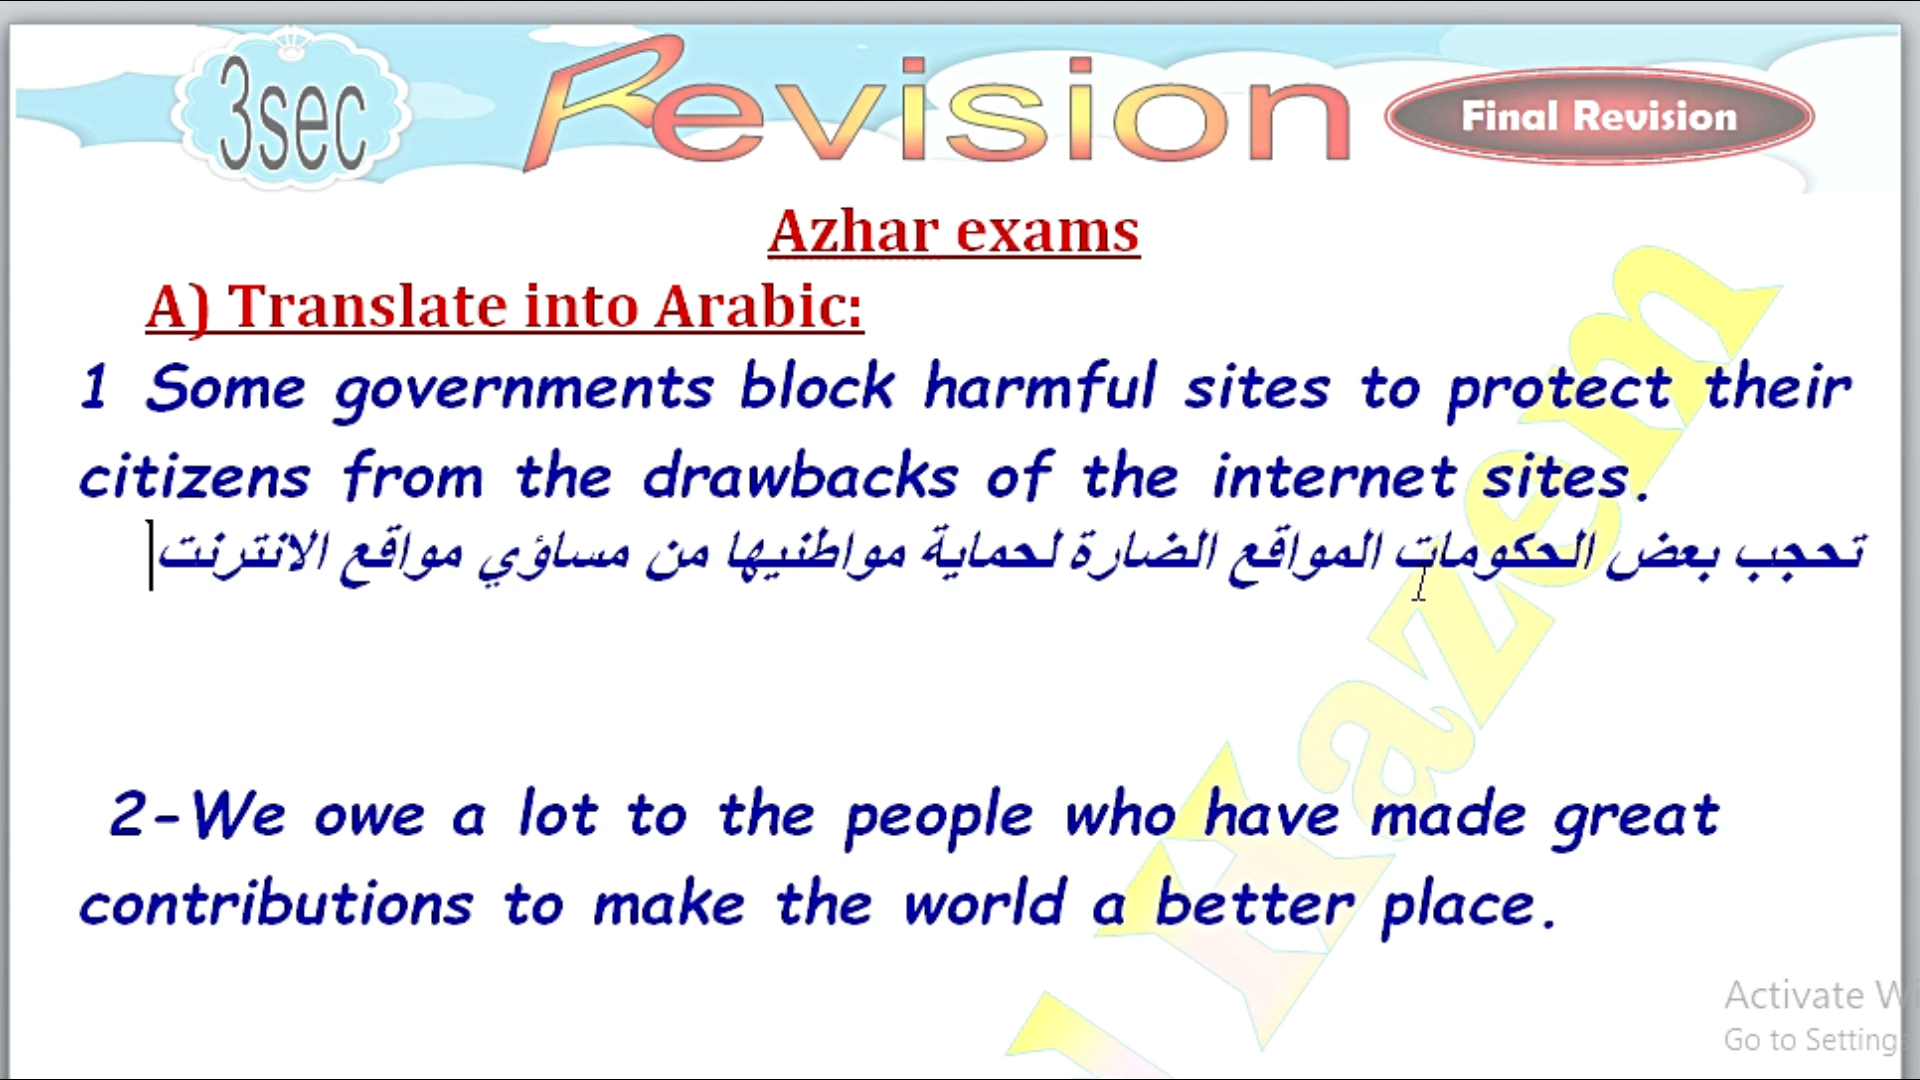 3sec
Revision
Final Revision
Azhar exams
A) Translate into Arabic:
1 Some governments block harmful sites to protect their
citizens from the drawbacks of the internet sites.
تحجب بعض الحكومات المواقع الضارة لحماية مواطنيها من مساؤي مواقع الانترنت
2-We owe a lot to the people who have made great
contributions to make the world a better place.
Kazem
Activate Wi
Go to Setting